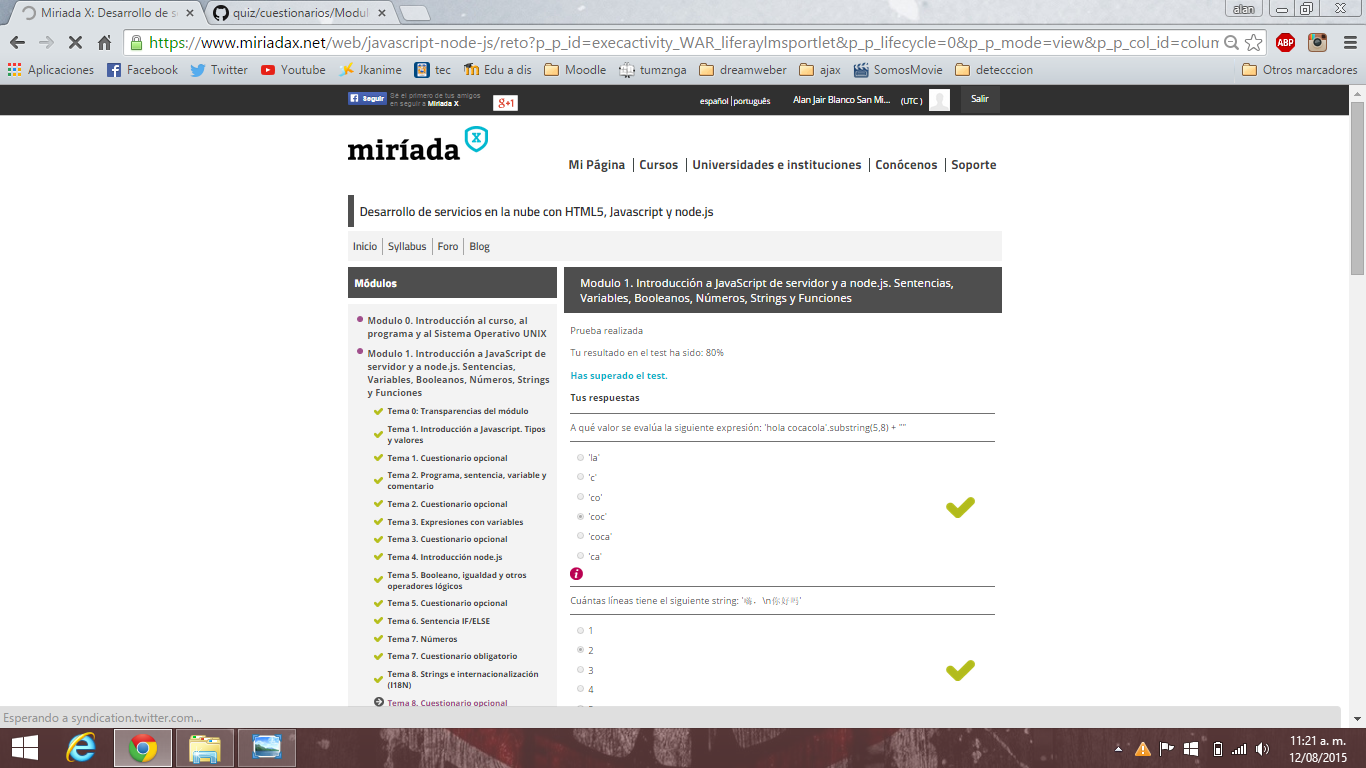 Miriada X: Desarrollo de s
quiz/cuestionarios/Modul
alan
https://www.miriadax.net/web/javascript-node-js/reto?p_p_id=execactivity_WAR_liferaylmsportlet&p_p_lifecycle=0&p_p_mode=view&p_p_col_id=colum
Aplicaciones
Facebook
Twitter
Youtube
Jkanime
tec
Edu a dis
Moodle
tumznga
dreamweber
ajax
SomosMovie
detecccion
Otros marcadores
Seguir
Sé el primero de tus amigos
en seguir a Miríada X
g+1
español | português
Alan Jair Blanco San Mi...
(UTC )
Salir
miríada x
Mi Página | Cursos | Universidades e instituciones | Conócenos | Soporte
Desarrollo de servicios en la nube con HTML5, Javascript y node.js
Inicio | Syllabus | Foro | Blog
Módulos
Modulo 0. Introducción al curso, al
programa y al Sistema Operativo UNIX
Modulo 1. Introducción a JavaScript de
servidor y a node.js. Sentencias,
Variables, Booleanos, Números, Strings
y Funciones
Tema 0: Transparencias del módulo
Tema 1. Introducción a Javascript. Tipos
y valores
Tema 1. Cuestionario opcional
Tema 2. Programa, sentencia, variable y
comentario
Tema 2. Cuestionario opcional
Tema 3. Expresiones con variables
Tema 3. Cuestionario opcional
Tema 4. Introducción node.js
Tema 5. Booleano, igualdad y otros
operadores lógicos
Tema 5. Cuestionario opcional
Tema 6. Sentencia IF/ELSE
Tema 7. Números
Tema 7. Cuestionario obligatorio
Tema 8. Strings e internacionalización
(I18N)
Tema 8. Cuestionario opcional
Modulo 1. Introducción a JavaScript de servidor y a node.js. Sentencias,
Variables, Booleanos, Números, Strings y Funciones
Prueba realizada
Tu resultado en el test ha sido: 80%
Has superado el test.
Tus respuestas
A qué valor se evalúa la siguiente expresión: 'hola cocacola'.substring(5,8) + ""
'la'
'c'
'co'
'coc'
'coca'
'ca'
Cuántas líneas tiene el siguiente string: '嗨，\n你好吗'
1
2
3
4
Esperando a syndication.twitter.com...
11:21 a. m.
12/08/2015